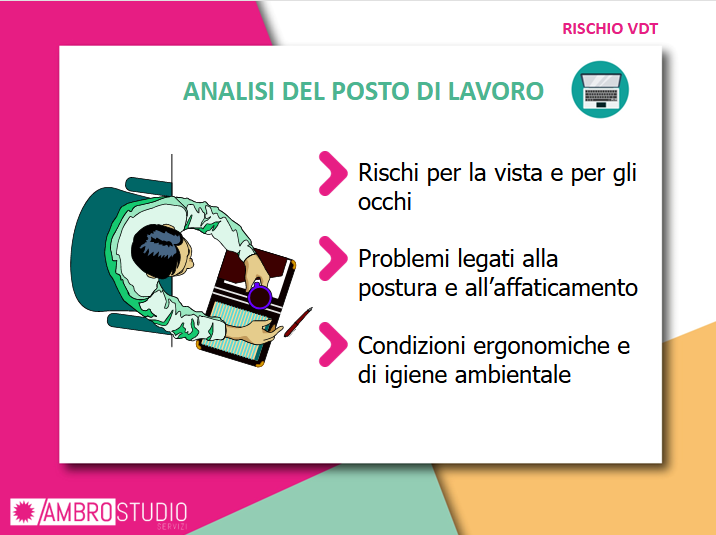 RISCHIO VDT
ANALISI DEL POSTO DI LAVORO
Rischi per la vista e per gli
occhi
Problemi legati alla
postura e all’affaticamento
Condizioni ergonomiche e
di igiene ambientale
AMBROSTUDIO
SERVIZI